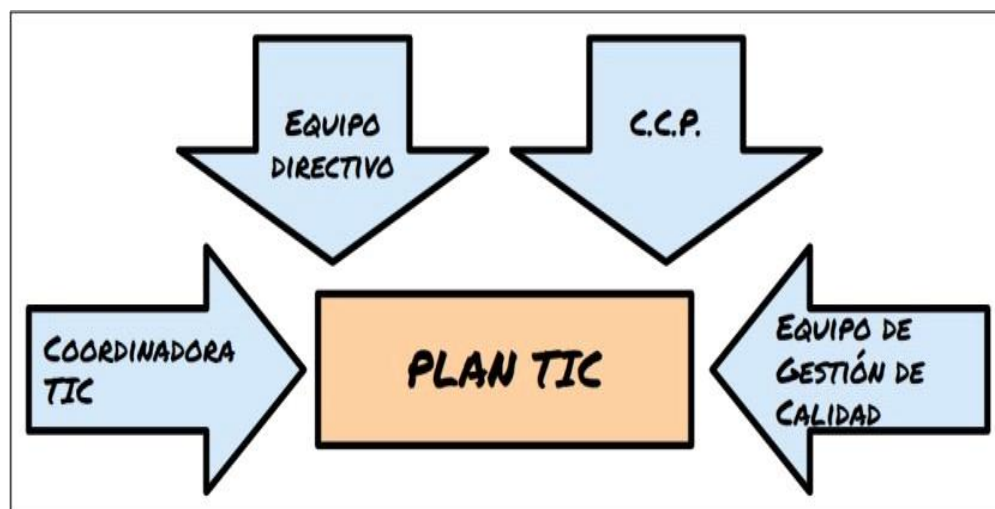 EQUIPO
DIRECTIVO
C.C.P.
COORDINADORA
TIC
PLAN TIC
EQUIPO DE
GESTIÓN DE
CALIDAD